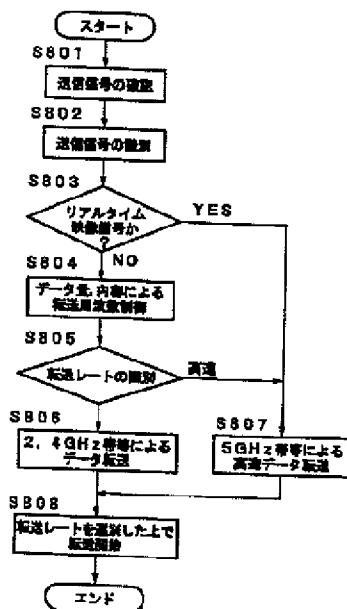 スタート
S801
送信信号の確認
S802
送信信号の識別
S803
リアルタイム
映像信号か
?
YES
NO
S804
データ量、内容による
転送周波数制御
S805
転送レートの識別
高速
S806
2.4GHz帯等による
データ転送
S807
5GHz帯等による
高速データ転送
S808
転送レートを選択した上で
転送開始
エンド